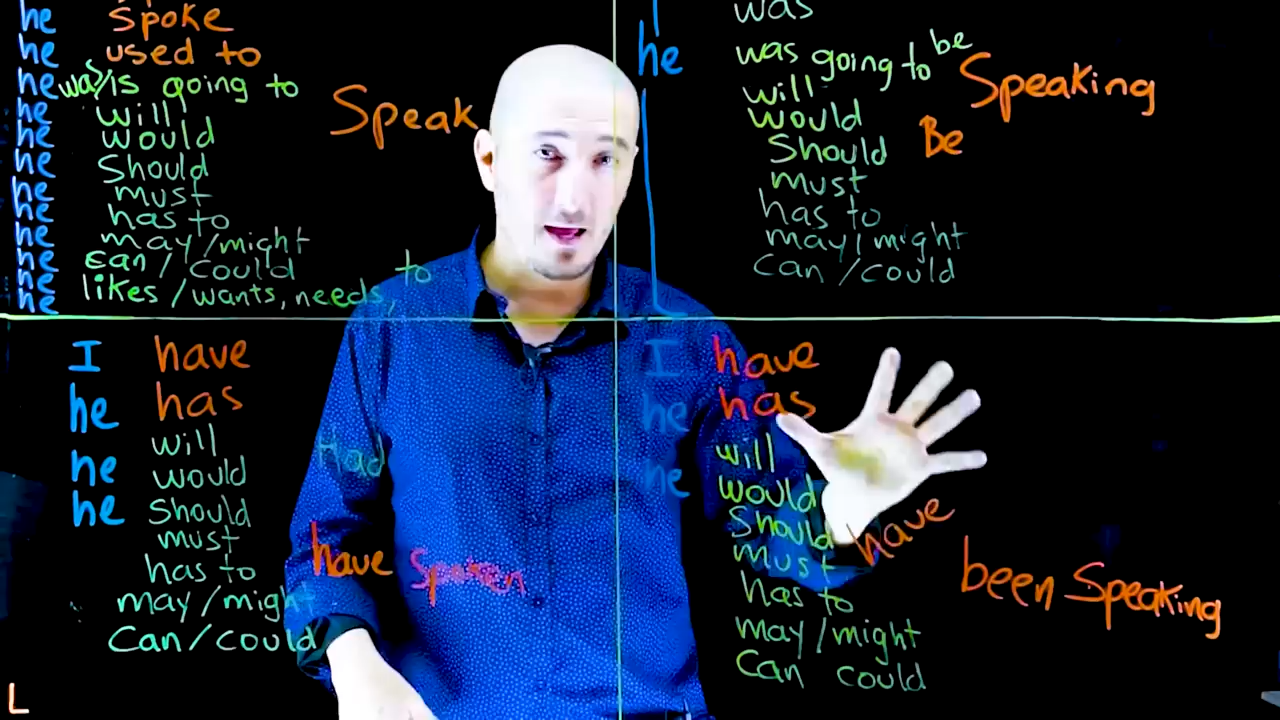 he spoke
he used to
he was/is going to
he will
he would
he Should
he must
he has to
he may/might
he can/could
he likes/wants, needs, to
he
Speak
was
he was going to be
will
would
Should
must
has to
may/might
can/could
Be
Speaking
I have
he has
will
he would
he Should
must
has to
may/might
Can/could
Had
have Spoken
I have
he has
will
he would
Should
must
has to
may/might
Can could
have
been Speaking
L